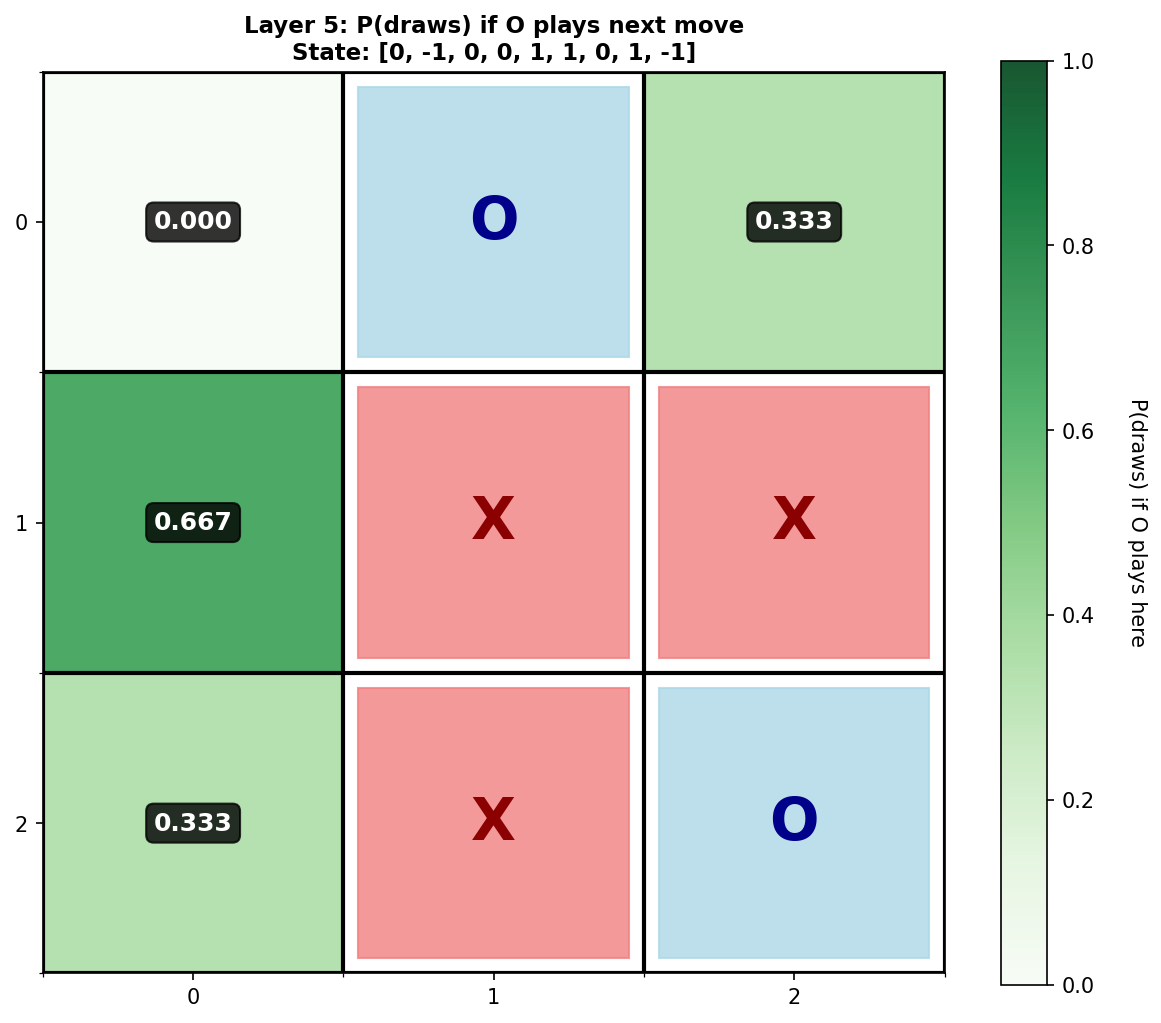 Layer 5: P(draws) if O plays next move
State: [0, -1, 0, 0, 1, 1, 0, 1, -1]
0.000
O
0.333
0.667
X
X
0.333
X
O
0
1
2
0
1
2
1.0
0.8
0.6
0.4
0.2
0.0
P(draws) if O plays here